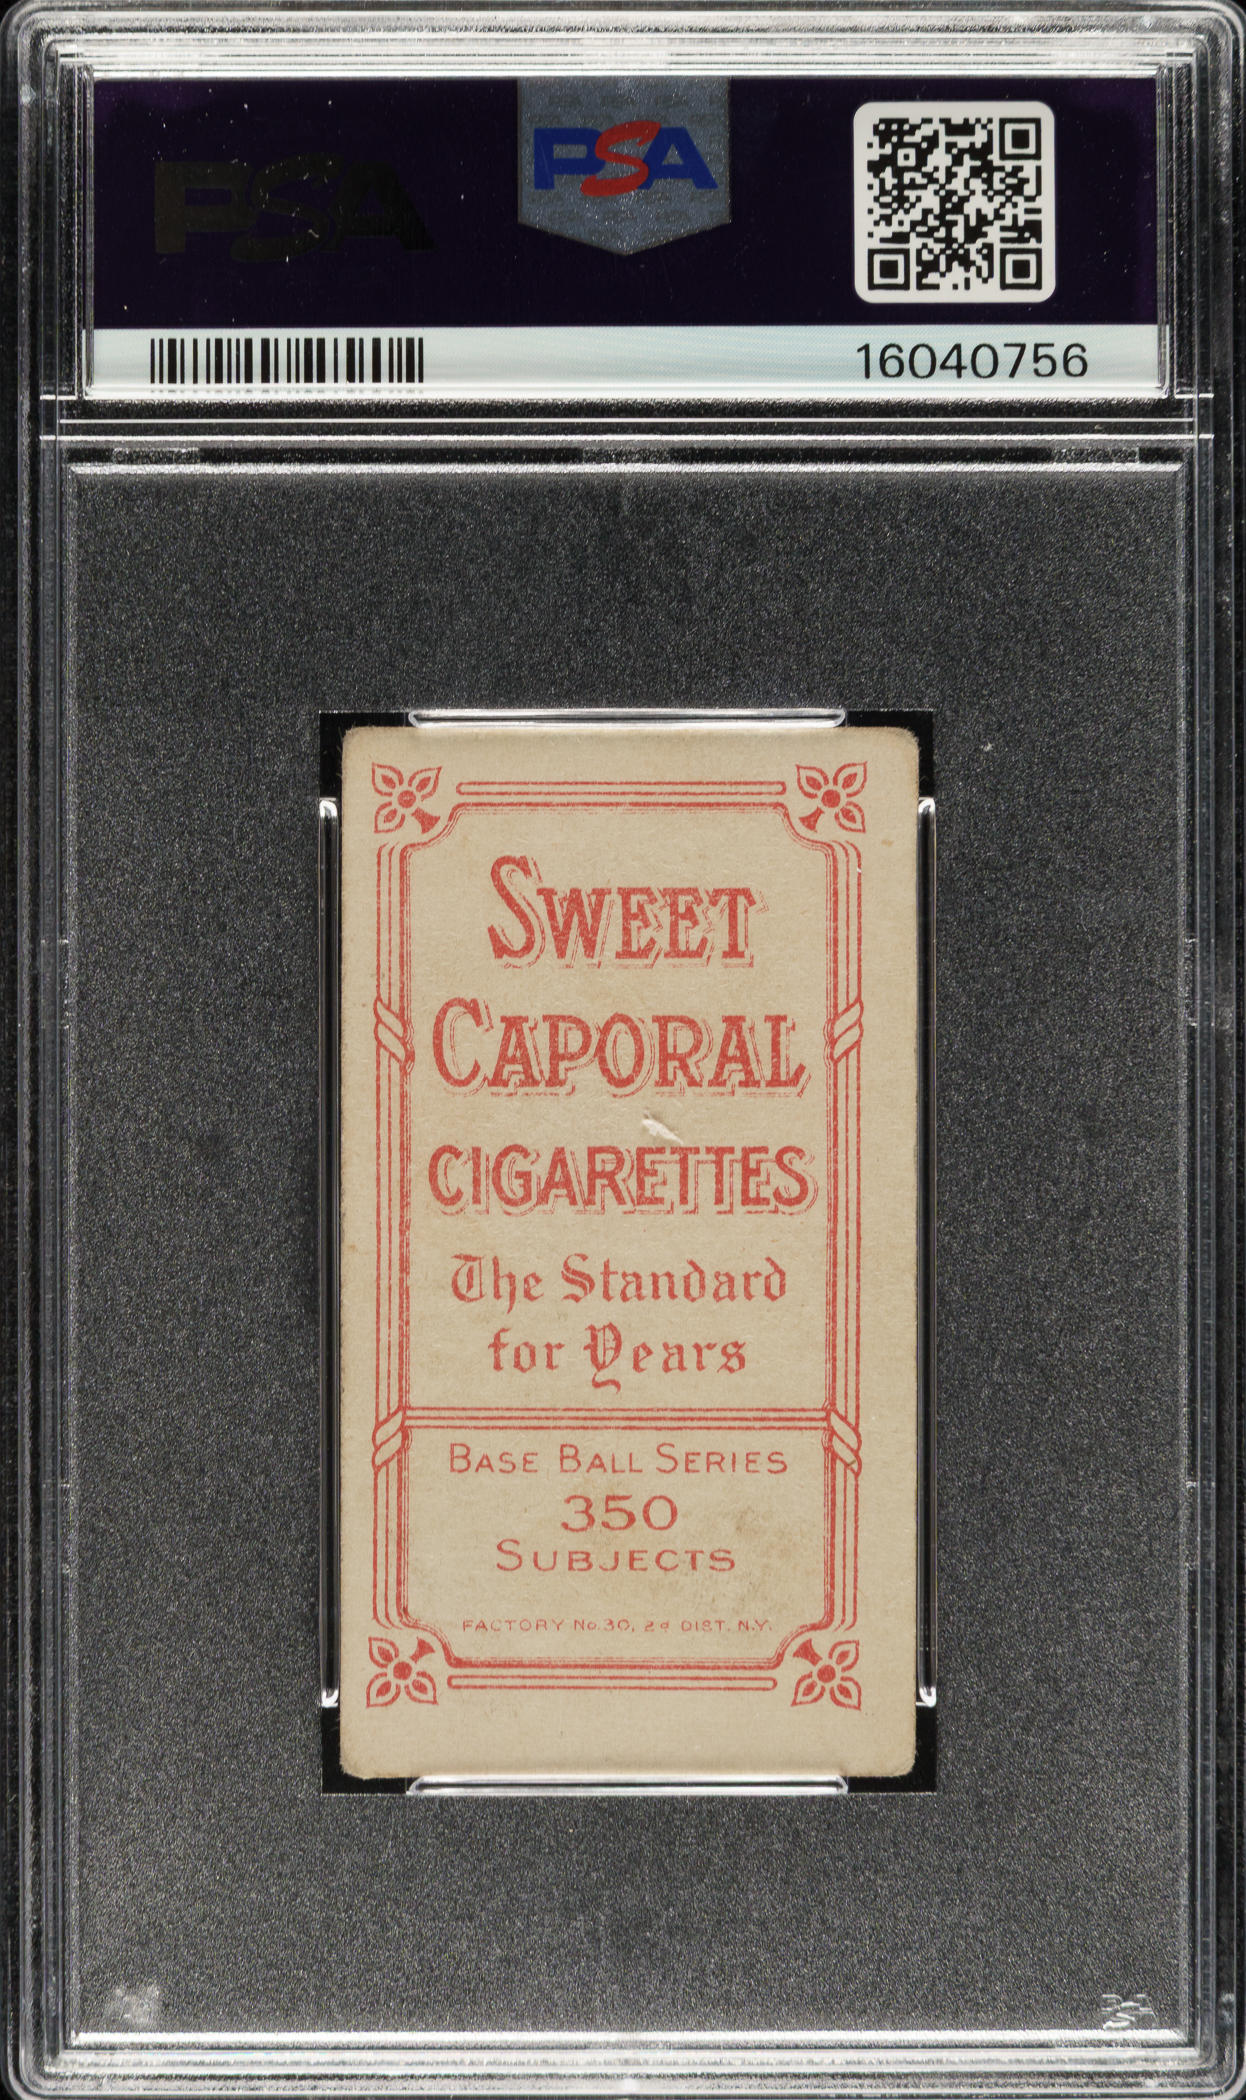 PSA
PSA
16040756
SWEET
CAPORAL
CIGARETTES
The Standard
for Years
BASE BALL SERIES
350
SUBJECTS
FACTORY No. 30, 2d DIST. N.Y.
PSA